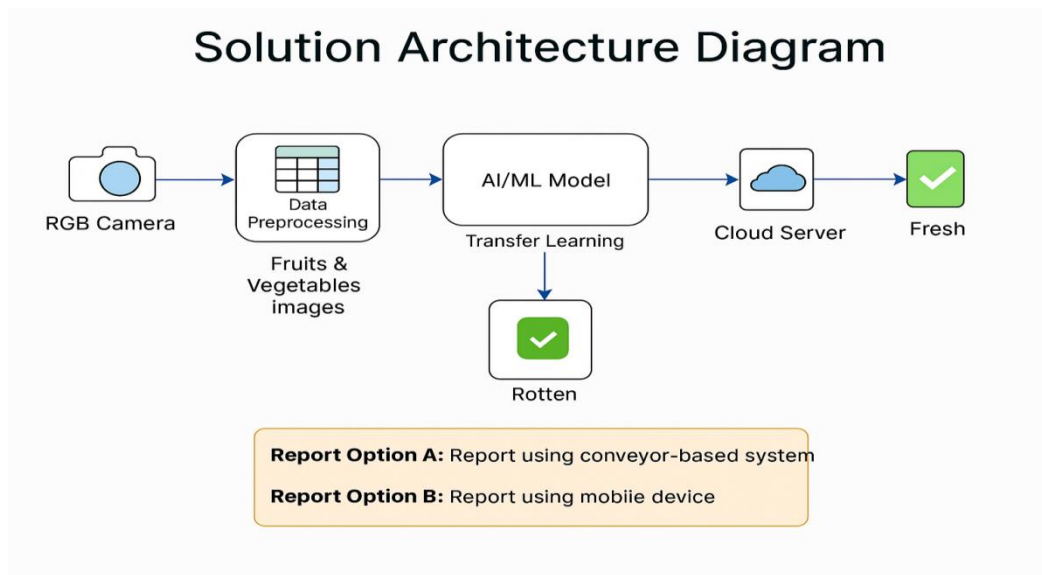 Solution Architecture Diagram
RGB Camera
Data
Preprocessing
Fruits &
Vegetables
images
AI/ML Model
Transfer Learning
Cloud Server
Fresh
Rotten
Report Option A: Report using conveyor-based system
Report Option B: Report using mobiie device